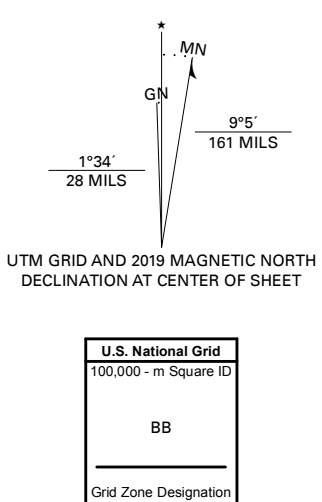 ★
MN
GN
9°5´
161 MILS
1°34´
28 MILS
UTM GRID AND 2019 MAGNETIC NORTH
DECLINATION AT CENTER OF SHEET
U.S. National Grid
100,000 - m Square ID
BB
Grid Zone Designation